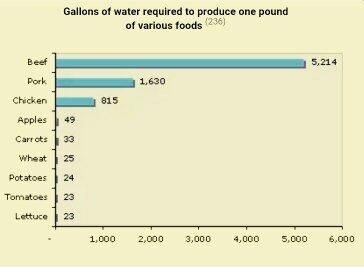 Gallons of water required to produce one pound
of various foods (236)
Beef 5,214
Pork 1,630
Chicken 815
Apples 49
Carrots 33
Wheat 25
Potatoes 24
Tomatoes 23
Lettuce 23
- 1,000 2,000 3,000 4,000 5,000 6,000